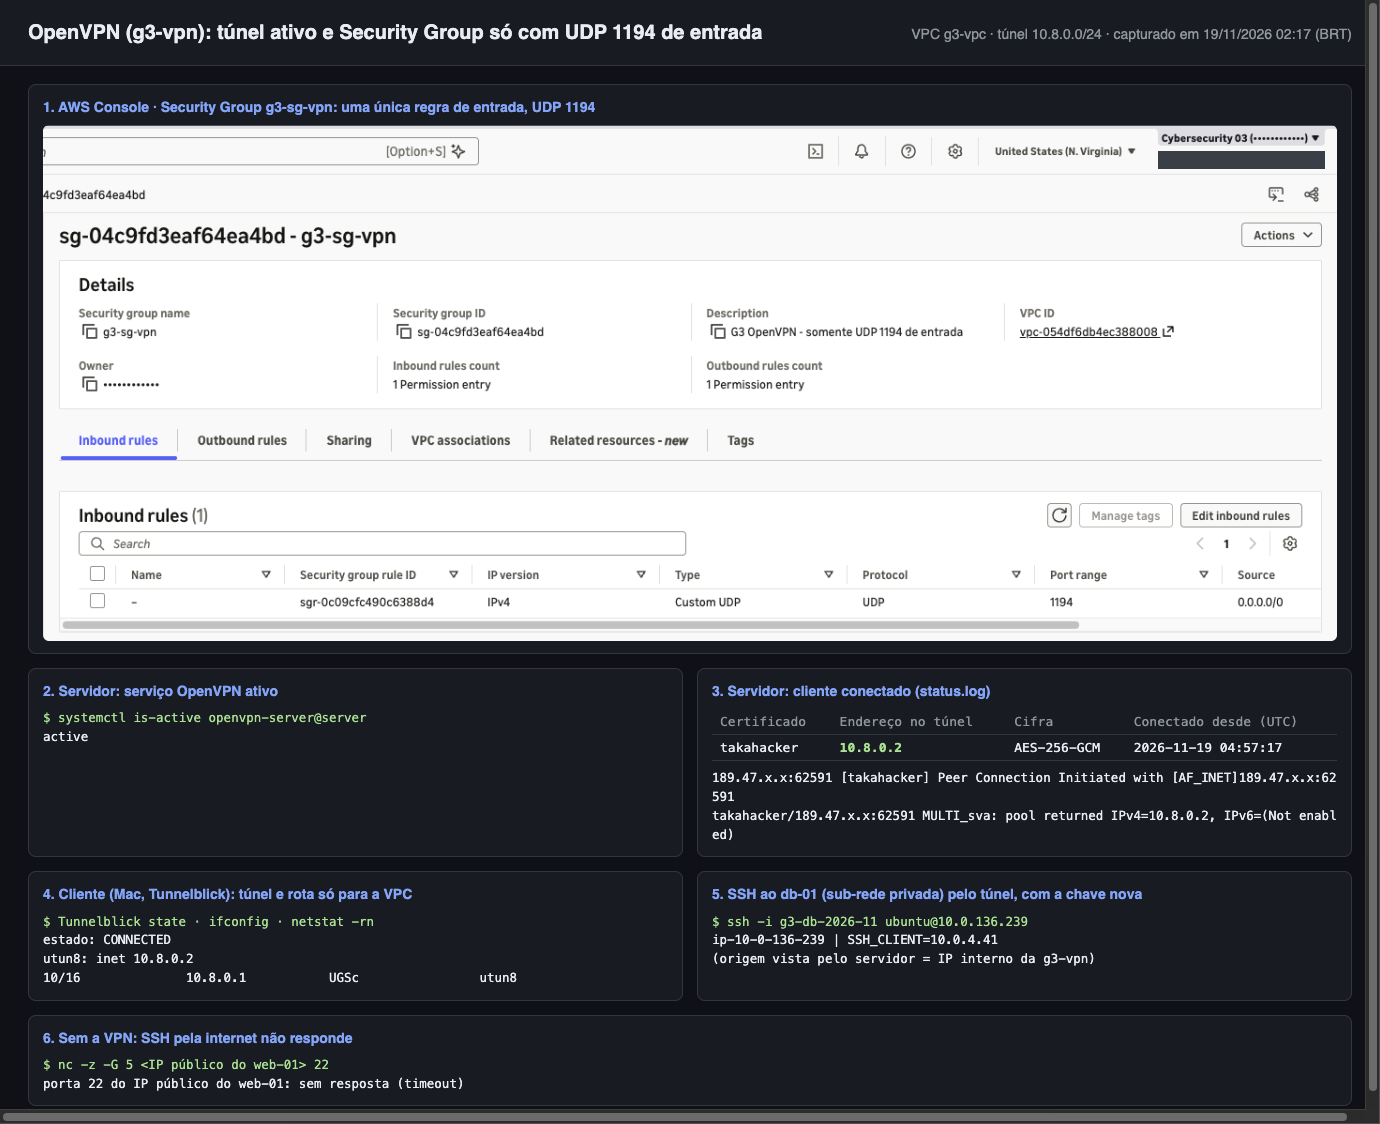 OpenVPN (g3-vpn): túnel ativo e Security Group só com UDP 1194 de entrada
VPC g3-vpc · túnel 10.8.0.0/24 · capturado em 19/11/2026 02:17 (BRT)
1. AWS Console · Security Group g3-sg-vpn: uma única regra de entrada, UDP 1194
[Option+S]
United States (N. Virginia)
Cybersecurity 03 (••••••••••••)
4c9fd3eaf64ea4bd
sg-04c9fd3eaf64ea4bd - g3-sg-vpn
Actions
Details
Security group name
g3-sg-vpn
Security group ID
sg-04c9fd3eaf64ea4bd
Description
G3 OpenVPN - somente UDP 1194 de entrada
VPC ID
vpc-054df6db4ec388008
Owner
••••••••••••
Inbound rules count
1 Permission entry
Outbound rules count
1 Permission entry
Inbound rules Outbound rules Sharing VPC associations Related resources - new Tags
Inbound rules (1)
Manage tags
Edit inbound rules
Search
1
Name Security group rule ID IP version Type Protocol Port range Source
– sgr-0c09cfc490c6388d4 IPv4 Custom UDP UDP 1194 0.0.0.0/0
2. Servidor: serviço OpenVPN ativo
$ systemctl is-active openvpn-server@server
active
3. Servidor: cliente conectado (status.log)
Certificado Endereço no túnel Cifra Conectado desde (UTC)
takahacker 10.8.0.2 AES-256-GCM 2026-11-19 04:57:17
189.47.x.x:62591 [takahacker] Peer Connection Initiated with [AF_INET]189.47.x.x:62
591
takahacker/189.47.x.x:62591 MULTI_sva: pool returned IPv4=10.8.0.2, IPv6=(Not enabl
ed)
4. Cliente (Mac, Tunnelblick): túnel e rota só para a VPC
$ Tunnelblick state · ifconfig · netstat -rn
estado: CONNECTED
utun8: inet 10.8.0.2
10/16 10.8.0.1 UGSc utun8
5. SSH ao db-01 (sub-rede privada) pelo túnel, com a chave nova
$ ssh -i g3-db-2026-11 ubuntu@10.0.136.239
ip-10-0-136-239 | SSH_CLIENT=10.0.4.41
(origem vista pelo servidor = IP interno da g3-vpn)
6. Sem a VPN: SSH pela internet não responde
$ nc -z -G 5 <IP público do web-01> 22
porta 22 do IP público do web-01: sem resposta (timeout)